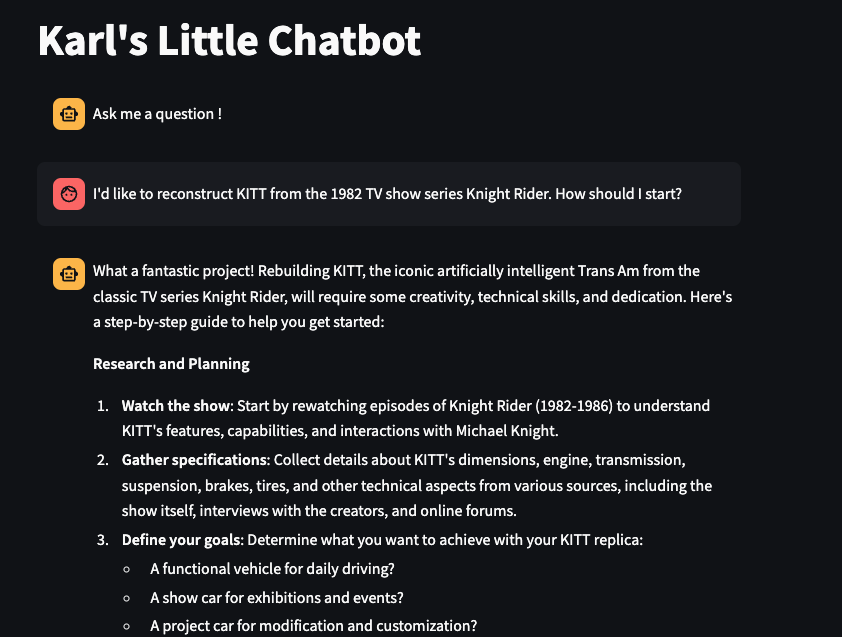 Karl's Little Chatbot
Ask me a question !
I'd like to reconstruct KITT from the 1982 TV show series Knight Rider. How should I start?
What a fantastic project! Rebuilding KITT, the iconic artificially intelligent Trans Am from the
classic TV series Knight Rider, will require some creativity, technical skills, and dedication. Here's
a step-by-step guide to help you get started:
Research and Planning
1. Watch the show: Start by rewatching episodes of Knight Rider (1982-1986) to understand
KITT's features, capabilities, and interactions with Michael Knight.
2. Gather specifications: Collect details about KITT's dimensions, engine, transmission,
suspension, brakes, tires, and other technical aspects from various sources, including the
show itself, interviews with the creators, and online forums.
3. Define your goals: Determine what you want to achieve with your KITT replica:
○ A functional vehicle for daily driving?
○ A show car for exhibitions and events?
○ A project car for modification and customization?